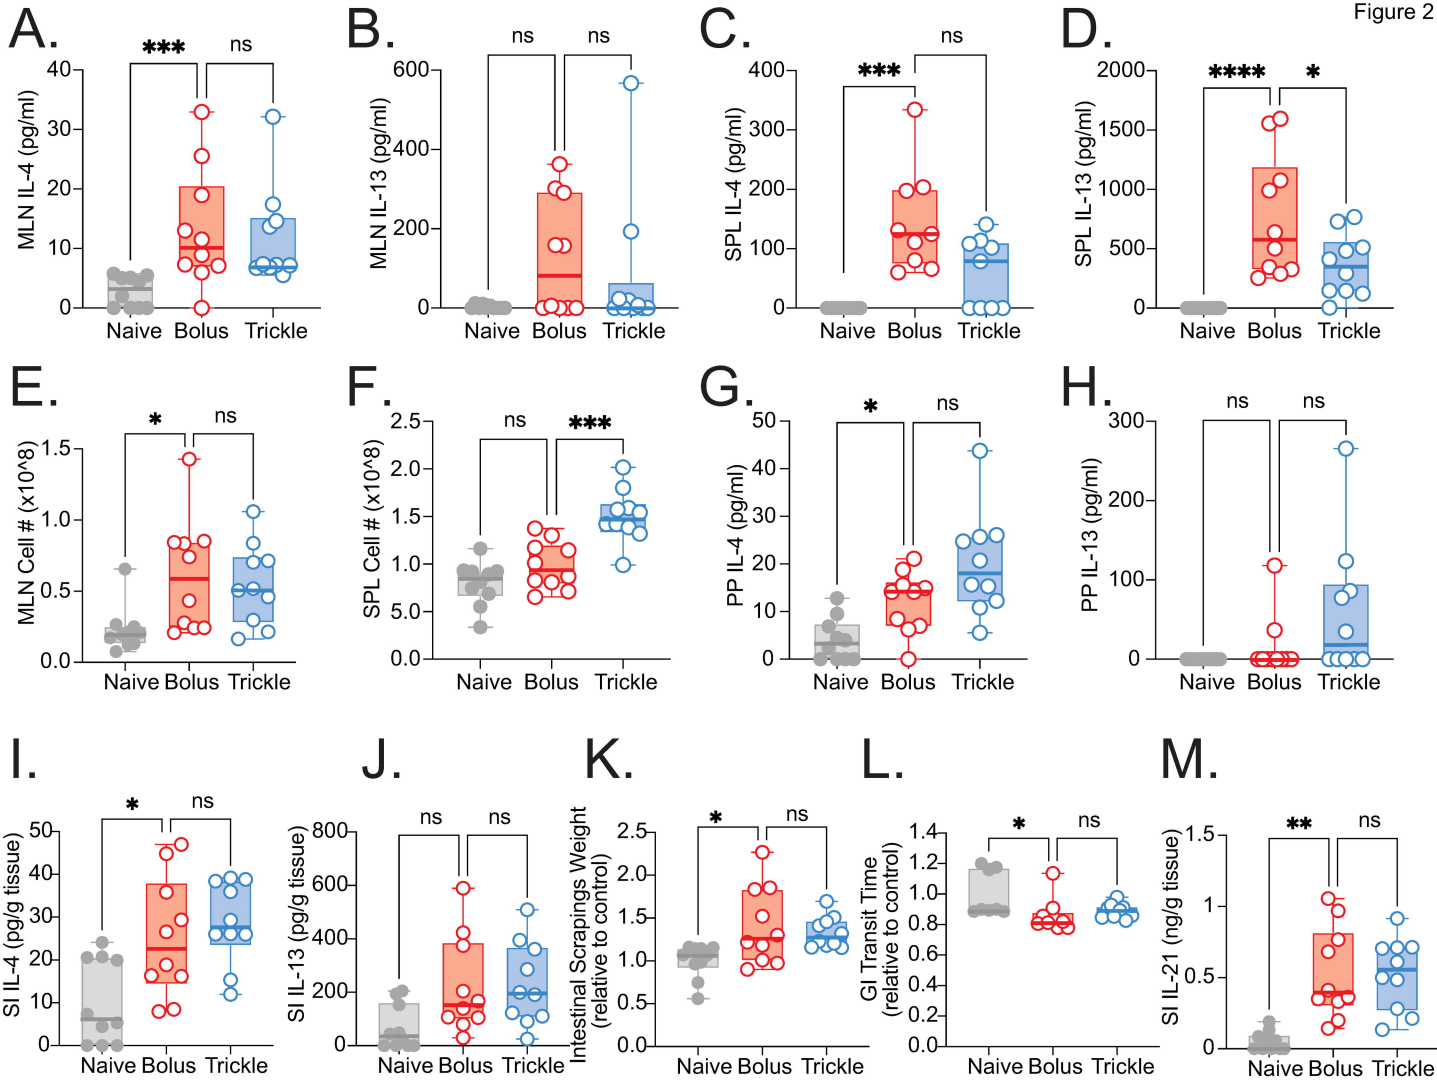 Figure 2
A.
MLN IL-4 (pg/ml)
40
30
20
10
0
*** ns
Naive Bolus Trickle
B.
MLN IL-13 (pg/ml)
600
400
200
0
ns ns
Naive Bolus Trickle
C.
SPL IL-4 (pg/ml)
400
300
200
100
0
*** ns
Naive Bolus Trickle
D.
SPL IL-13 (pg/ml)
2000
1500
1000
500
0
**** *
Naive Bolus Trickle
E.
MLN Cell # (x10^8)
1.5
1.0
0.5
0.0
* ns
Naive Bolus Trickle
F.
SPL Cell # (x10^8)
2.5
2.0
1.5
1.0
5.0
0.0
ns ***
Naive Bolus Trickle
G.
PP IL-4 (pg/ml)
50
40
30
20
10
0
* ns
Naive Bolus Trickle
H.
PP IL-13 (pg/ml)
300
200
100
0
ns ns
Naive Bolus Trickle
I.
SI IL-4 (pg/g tissue)
50
40
30
20
10
0
* ns
Naive Bolus Trickle
J.
SI IL-13 (pg/g tissue)
800
600
400
200
0
ns ns
Naive Bolus Trickle
K.
Intestinal Scrapings Weight
(relative to control)
2.5
2.0
1.5
1.0
0.5
0.0
* ns
Naive Bolus Trickle
L.
GI Transit Time
(relative to control)
1.4
1.2
1.0
0.8
0.6
0.4
0.2
0.0
* ns
Naive Bolus Trickle
M.
SI IL-21 (ng/g tissue)
1.5
1
0.5
0
** ns
Naive Bolus Trickle